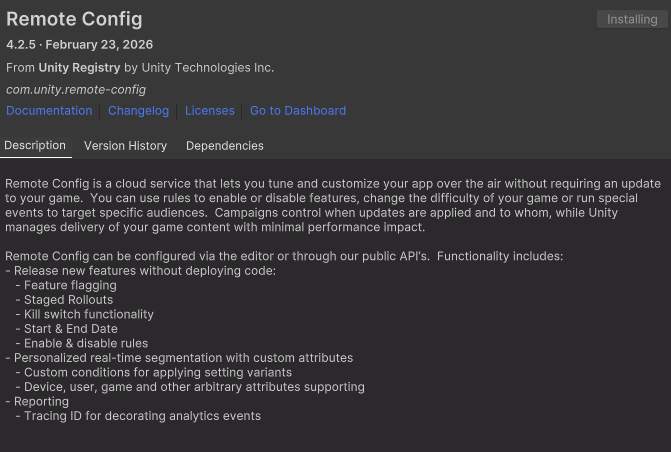 Remote Config
Installing
4.2.5 · February 23, 2026
From Unity Registry by Unity Technologies Inc.
com.unity.remote-config
Documentation Changelog Licenses Go to Dashboard
Description Version History Dependencies
Remote Config is a cloud service that lets you tune and customize your app over the air without requiring an update
to your game.  You can use rules to enable or disable features, change the difficulty of your game or run special
events to target specific audiences.  Campaigns control when updates are applied and to whom, while Unity
manages delivery of your game content with minimal performance impact.
Remote Config can be configured via the editor or through our public API's.  Functionality includes:
- Release new features without deploying code:
- Feature flagging
- Staged Rollouts
- Kill switch functionality
- Start & End Date
- Enable & disable rules
- Personalized real-time segmentation with custom attributes
- Custom conditions for applying setting variants
- Device, user, game and other arbitrary attributes supporting
- Reporting
- Tracing ID for decorating analytics events